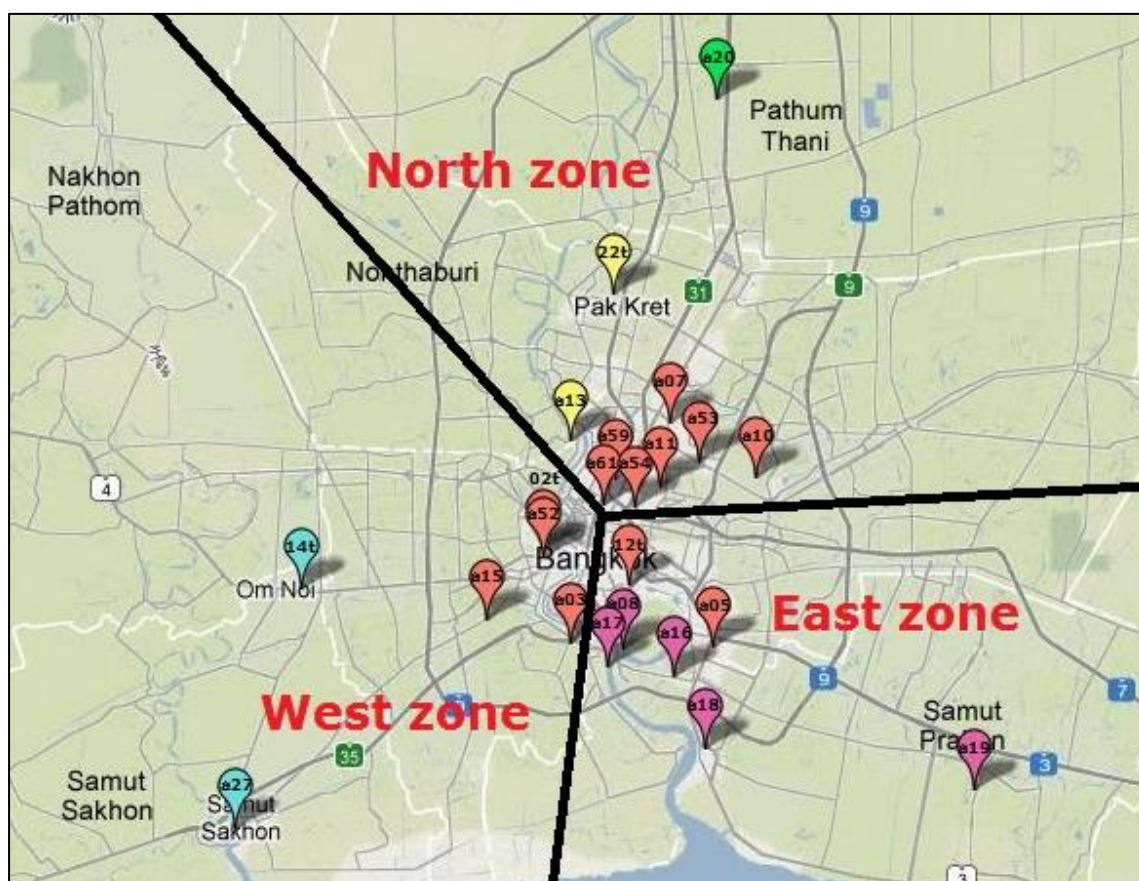 a20
Pathum
Thani
North zone
Nakhon
Pathom
9
22t
Nonthaburi
31
9
Pak Kret
a07
a13
a53
a59
a11
a10
a61
a54
02t
4
a52
12t
14t
Bangkok
a15
Om Noi
a03
a08
a05
a17
East zone
a16
9
7
West zone
a18
Samut
Prakan
35
a19
3
Samut
Sakhon
a27
Samut
Sakhon
3